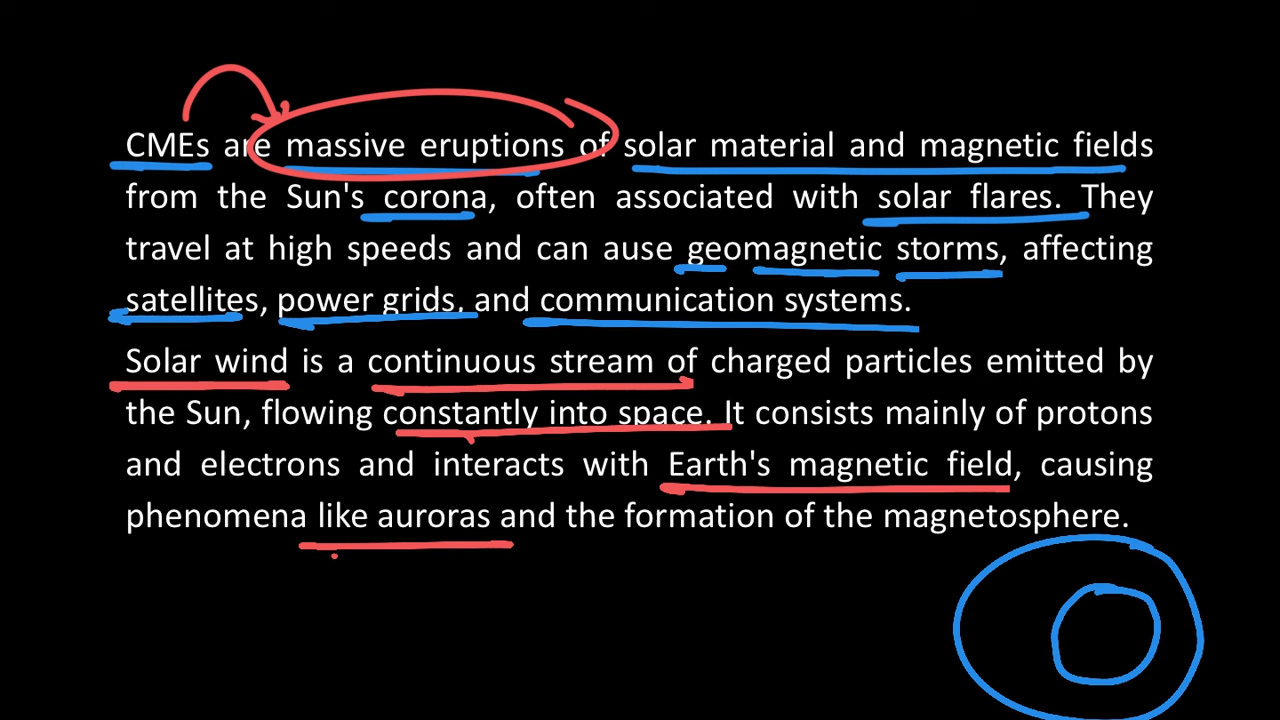 CMEs are massive eruptions of solar material and magnetic fields
from the Sun's corona, often associated with solar flares. They
travel at high speeds and can ause geomagnetic storms, affecting
satellites, power grids, and communication systems.
Solar wind is a continuous stream of charged particles emitted by
the Sun, flowing constantly into space. It consists mainly of protons
and electrons and interacts with Earth's magnetic field, causing
phenomena like auroras and the formation of the magnetosphere.